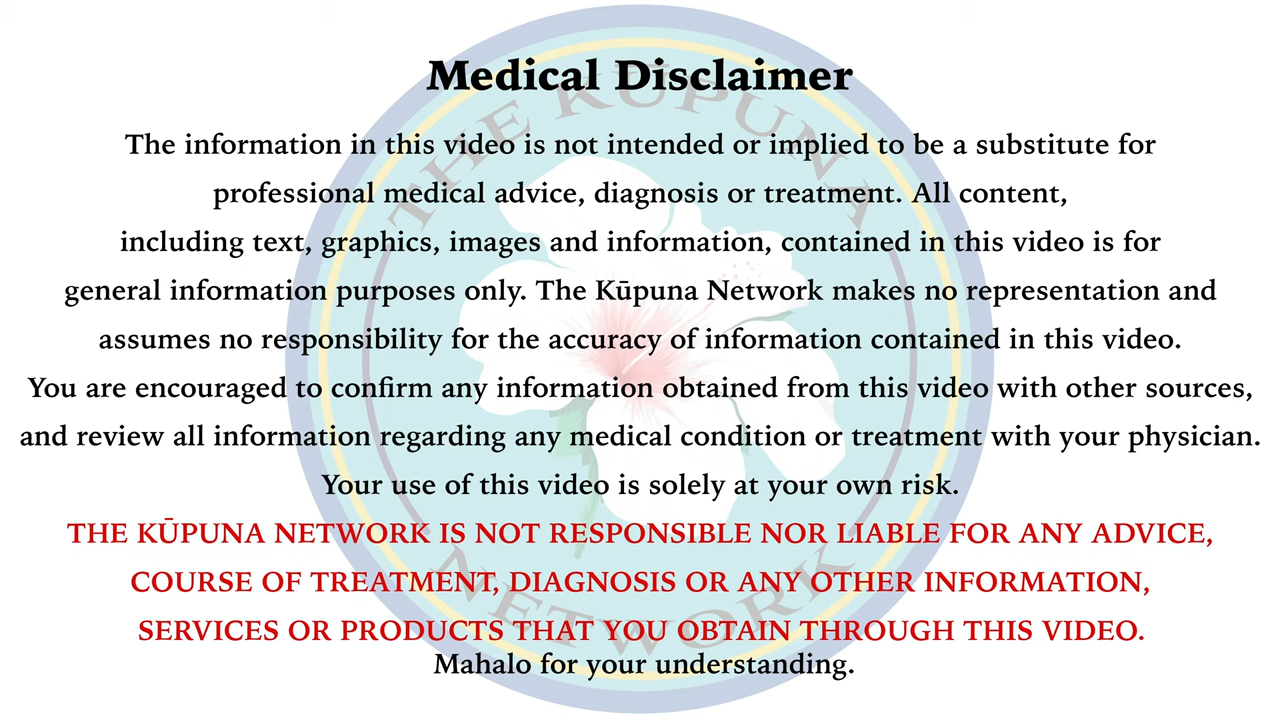 Medical Disclaimer
The information in this video is not intended or implied to be a substitute for
professional medical advice, diagnosis or treatment. All content,
including text, graphics, images and information, contained in this video is for
general information purposes only. The Kūpuna Network makes no representation and
assumes no responsibility for the accuracy of information contained in this video.
You are encouraged to confirm any information obtained from this video with other sources,
and review all information regarding any medical condition or treatment with your physician.
Your use of this video is solely at your own risk.
THE KŪPUNA NETWORK IS NOT RESPONSIBLE NOR LIABLE FOR ANY ADVICE,
COURSE OF TREATMENT, DIAGNOSIS OR ANY OTHER INFORMATION,
SERVICES OR PRODUCTS THAT YOU OBTAIN THROUGH THIS VIDEO.
Mahalo for your understanding.
THE KŪPUNA
NETWORK